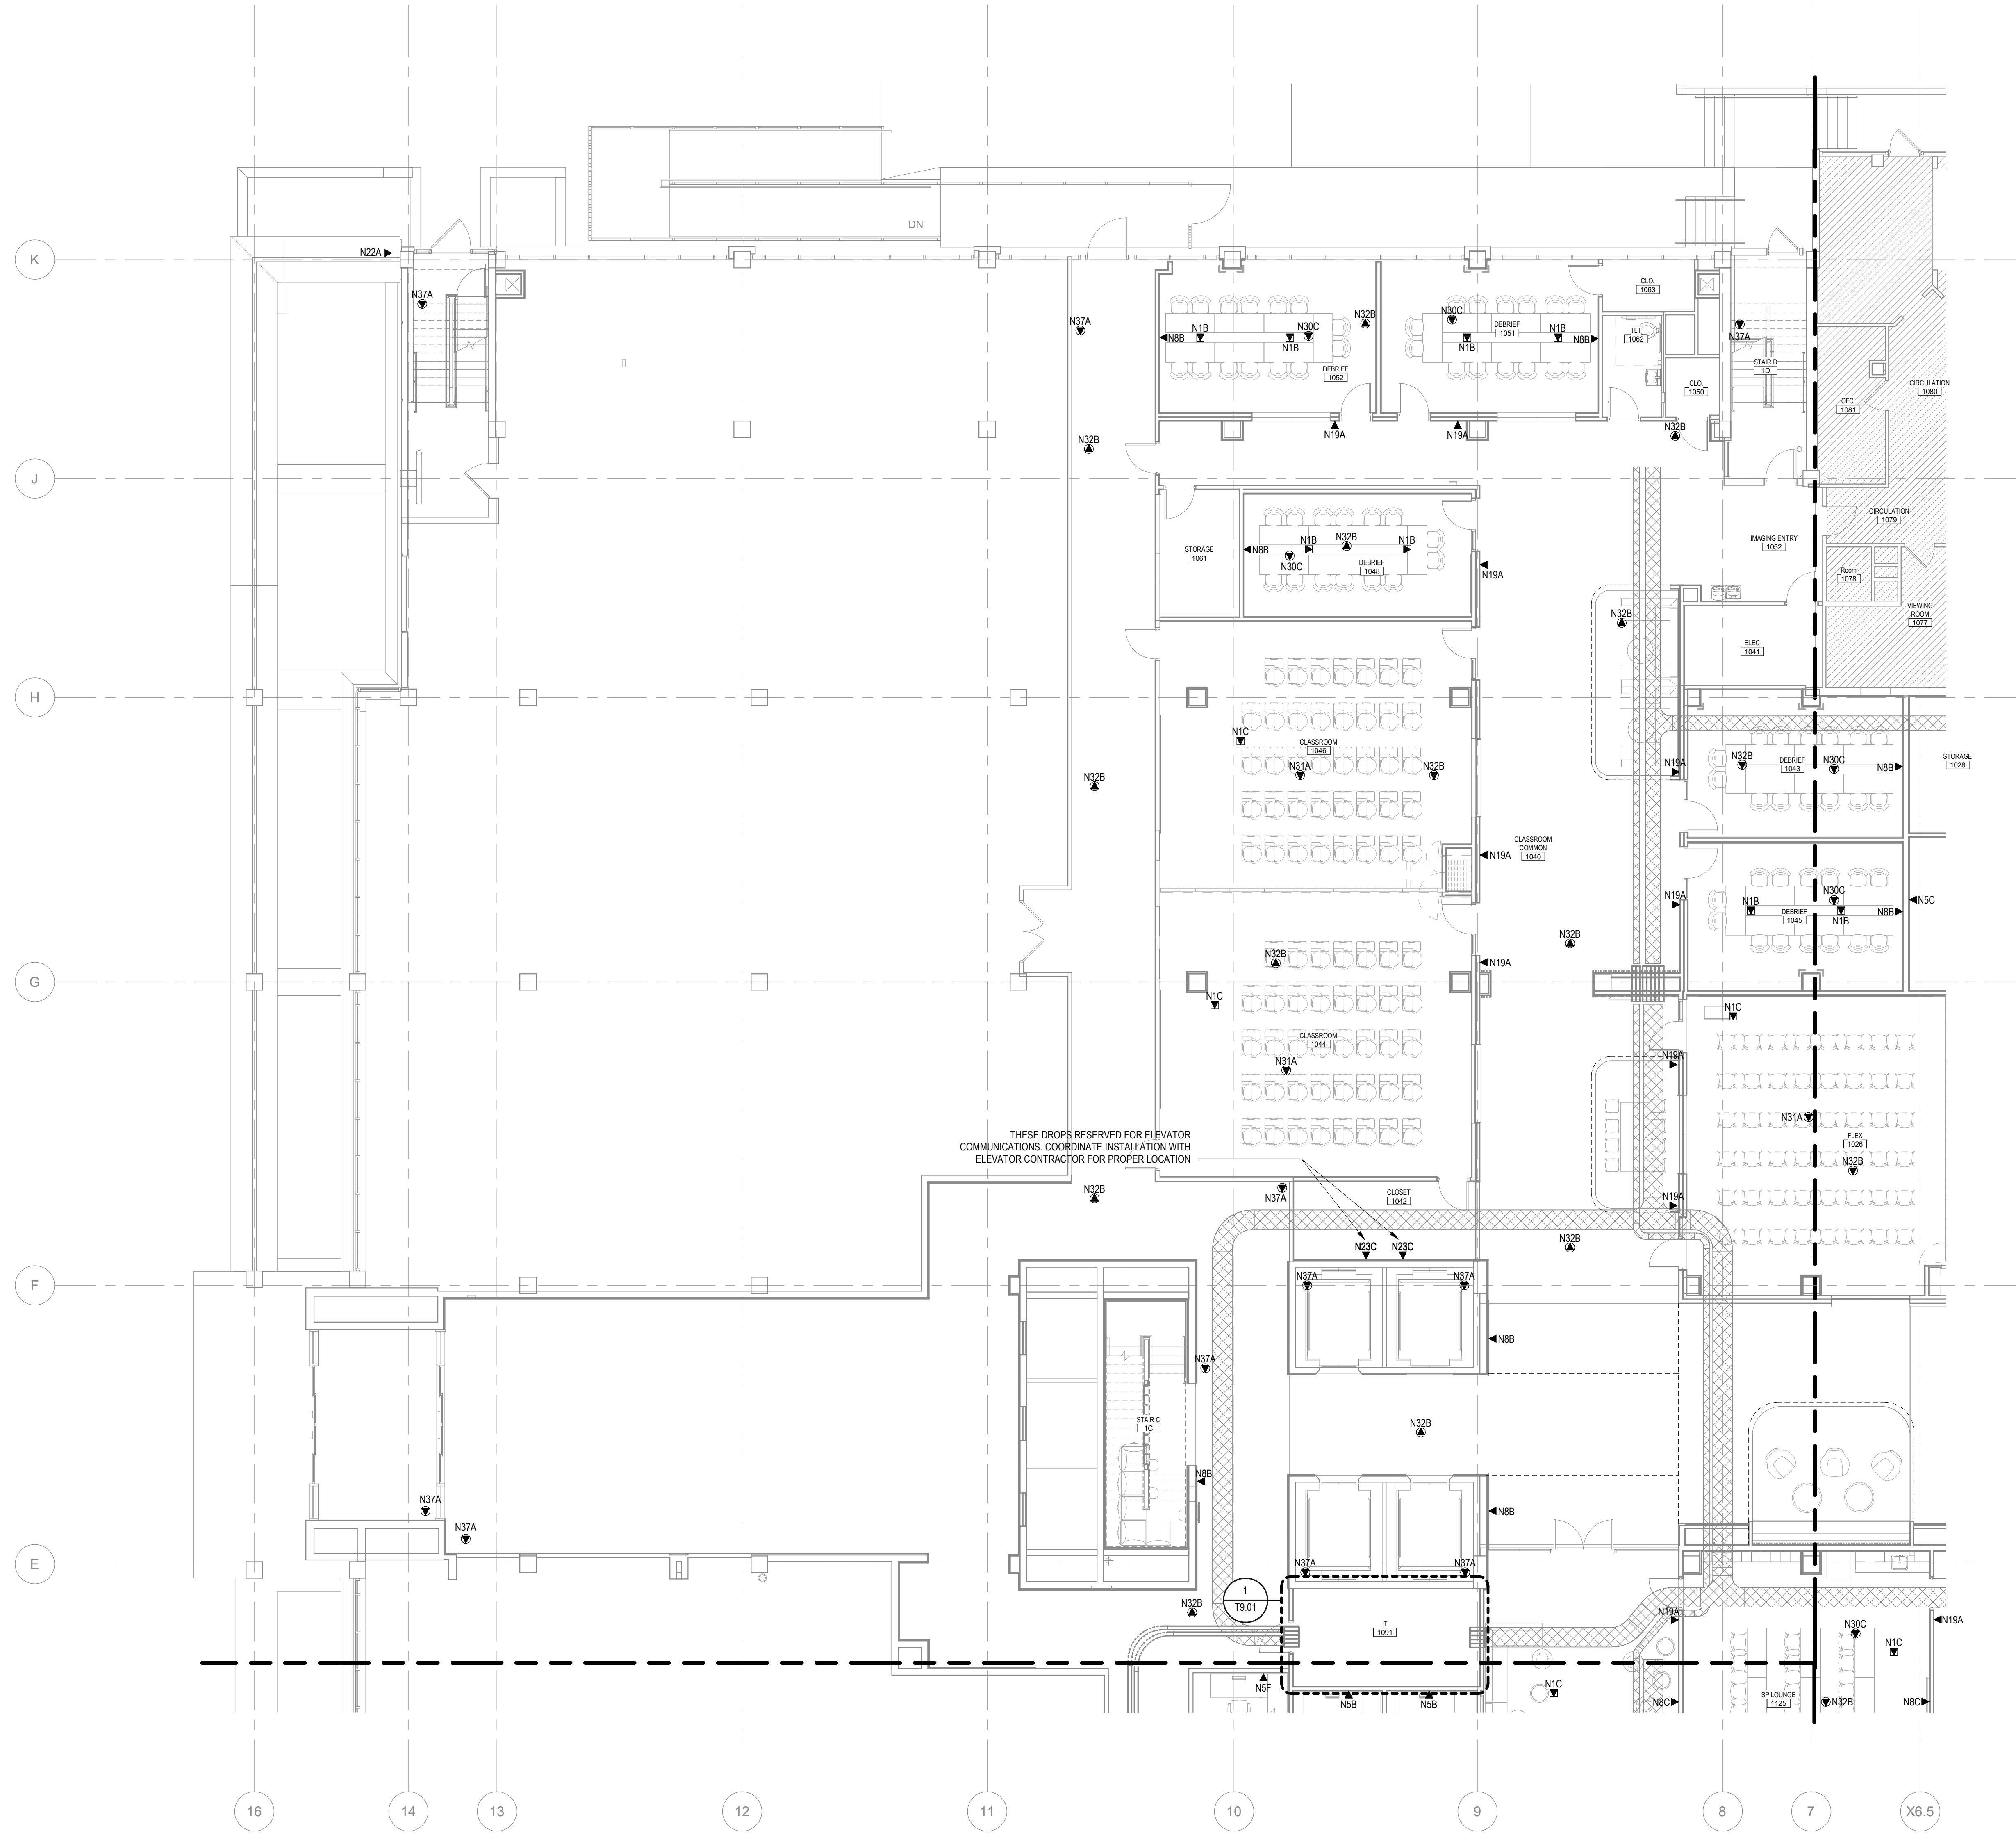 DN
K
N22A
N37A
N37A
N32B
N30C
N1B
N8B
N1B
DEBRIEF
1052
N30C
DEBRIEF
1051
N1B
N1B
N8B
CLO.
1063
TLT
1062
N37A
STAIR D
1D
CLO.
1050
OFC.
1081
CIRCULATION
1080
N32B
N19A
N19A
N32B
J
CIRCULATION
1079
IMAGING ENTRY
1052
STORAGE
1061
N8B
N1B
N32B
N1B
N30C
DEBRIEF
1048
N19A
Room
1078
VIEWING
ROOM
1077
N32B
ELEC
1041
H
N1C
CLASSROOM
1046
N31A
N32B
N32B
N19A
N32B
DEBRIEF
1043
N30C
N8B
STORAGE
1028
CLASSROOM
COMMON
1040
N19A
N19A
N1B
N30C
DEBRIEF
1045
N1B
N8B
N5C
N32B
N32B
N19A
G
N1C
N1C
CLASSROOM
1044
N31A
N19A
N31A
FLEX
1026
N32B
THESE DROPS RESERVED FOR ELEVATOR
COMMUNICATIONS. COORDINATE INSTALLATION WITH
ELEVATOR CONTRACTOR FOR PROPER LOCATION
N32B
N37A
CLOSET
1042
N19A
N23C
N23C
N32B
F
N37A
N37A
N8B
N37A
STAIR C
1C
N32B
N8B
N37A
N37A
N8B
E
N37A
N37A
1
T9.01
N32B
IT
1091
N19A
N30C
N1C
N19A
N5F
N5B
N5B
N1C
N8C
SP LOUNGE
1125
N32B
N8C
16
14
13
12
11
10
9
8
7
X6.5